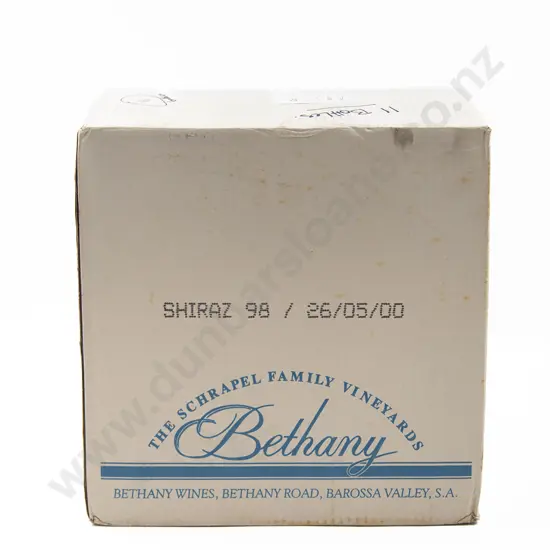 11 Bottles
SHIRAZ 98 / 26/05/00
THE SCHRAPEL FAMILY VINEYARDS
Bethany
BETHANY WINES, BETHANY ROAD, BAROSSA VALLEY, S.A.
www.dunbarsloane.co.nz